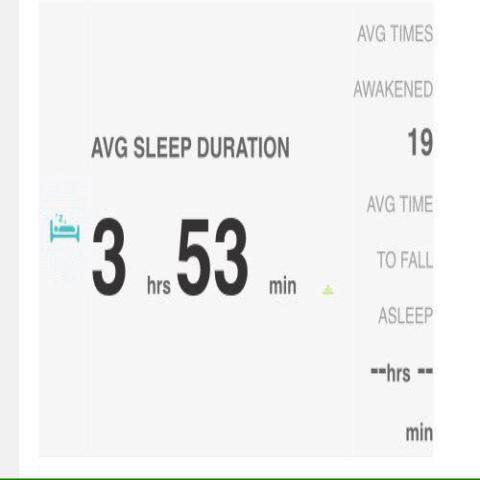 AVG SLEEP DURATION
3 hrs 53 min
AVG TIMES
AWAKENED
19
AVG TIME
TO FALL
ASLEEP
--hrs --
min